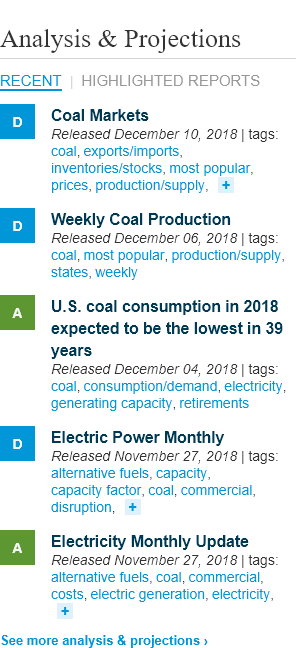 Analysis & Projections
RECENT | HIGHLIGHTED REPORTS
D Coal Markets
Released December 10, 2018 | tags:
coal, exports/imports,
inventories/stocks, most popular,
prices, production/supply, +
D Weekly Coal Production
Released December 06, 2018 | tags:
coal, most popular, production/supply,
states, weekly
A U.S. coal consumption in 2018
expected to be the lowest in 39
years
Released December 04, 2018 | tags:
coal, consumption/demand, electricity,
generating capacity, retirements
D Electric Power Monthly
Released November 27, 2018 | tags:
alternative fuels, capacity,
capacity factor, coal, commercial,
disruption, +
A Electricity Monthly Update
Released November 27, 2018 | tags:
alternative fuels, coal, commercial,
costs, electric generation, electricity,
+
See more analysis & projections ›